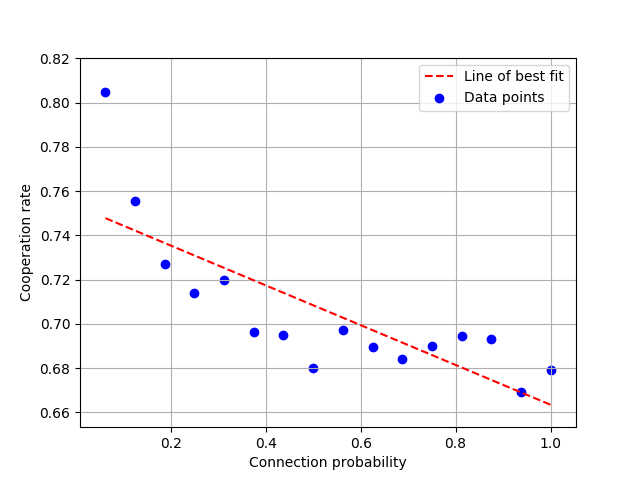 0.82
0.80
0.78
0.76
0.74
0.72
0.70
0.68
0.66
Cooperation rate
Line of best fit
Data points
0.2 0.4 0.6 0.8 1.0
Connection probability